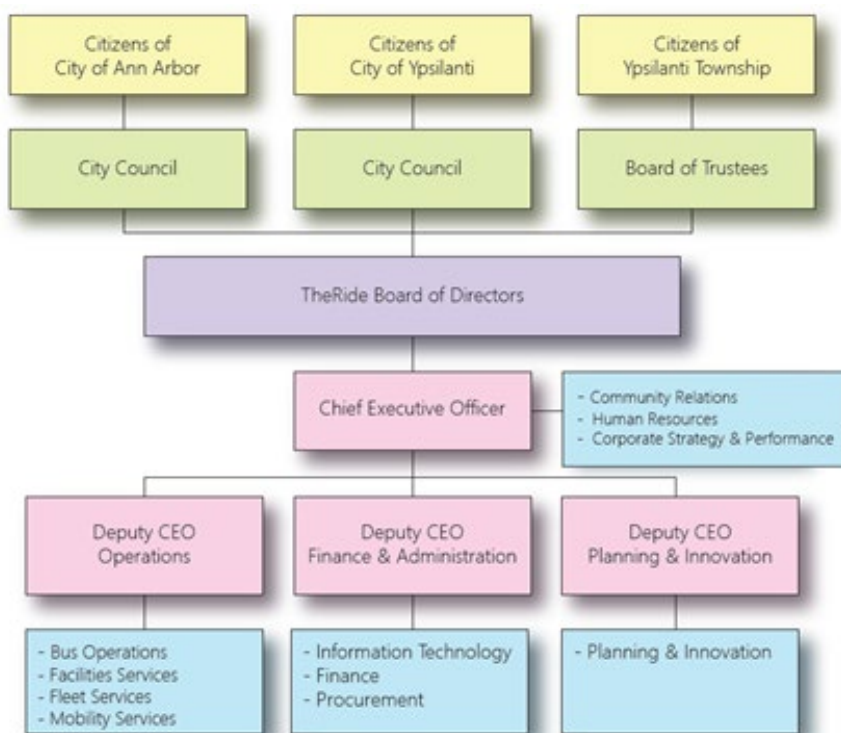 Citizens of
City of Ann Arbor
Citizens of
City of Ypsilanti
Citizens of
Ypsilanti Township
City Council
City Council
Board of Trustees
TheRide Board of Directors
Chief Executive Officer
- Community Relations
- Human Resources
- Corporate Strategy & Performance
Deputy CEO
Operations
Deputy CEO
Finance & Administration
Deputy CEO
Planning & Innovation
- Bus Operations
- Facilities Services
- Fleet Services
- Mobility Services
- Information Technology
- Finance
- Procurement
- Planning & Innovation